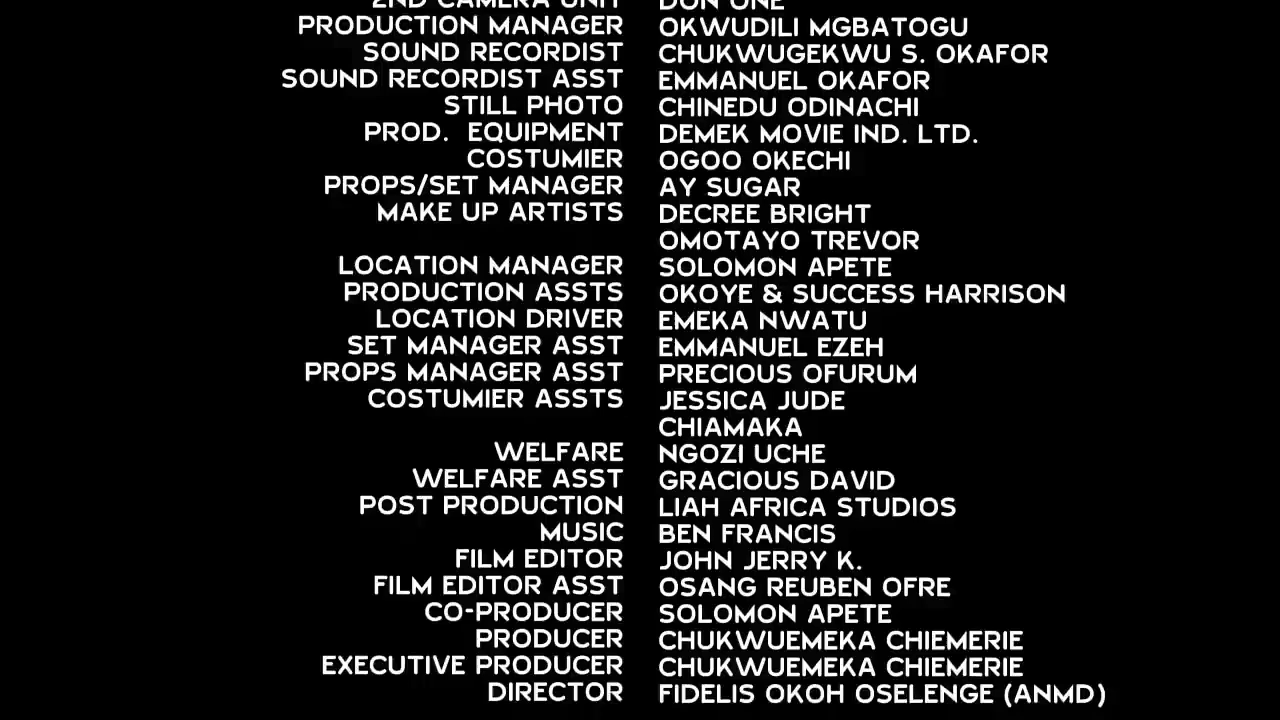 2ND CAMERA UNIT DON ONE
PRODUCTION MANAGER OKWUDILI MGBATOGU
SOUND RECORDIST CHUKWUGEKWU S. OKAFOR
SOUND RECORDIST ASST EMMANUEL OKAFOR
STILL PHOTO CHINEDU ODINACHI
PROD. EQUIPMENT DEMEK MOVIE IND. LTD.
COSTUMIER OGOO OKECHI
PROPS/SET MANAGER AY SUGAR
MAKE UP ARTISTS DECREE BRIGHT
OMOTAYO TREVOR
LOCATION MANAGER SOLOMON APETE
PRODUCTION ASSTS OKOYE & SUCCESS HARRISON
LOCATION DRIVER EMEKA NWATU
SET MANAGER ASST EMMANUEL EZEH
PROPS MANAGER ASST PRECIOUS OFURUM
COSTUMIER ASSTS JESSICA JUDE
CHIAMAKA
WELFARE NGOZI UCHE
WELFARE ASST GRACIOUS DAVID
POST PRODUCTION LIAH AFRICA STUDIOS
MUSIC BEN FRANCIS
FILM EDITOR JOHN JERRY K.
FILM EDITOR ASST OSANG REUBEN OFRE
CO-PRODUCER SOLOMON APETE
PRODUCER CHUKWUEMEKA CHIEMERIE
EXECUTIVE PRODUCER CHUKWUEMEKA CHIEMERIE
DIRECTOR FIDELIS OKOH OSELENGE (ANMD)